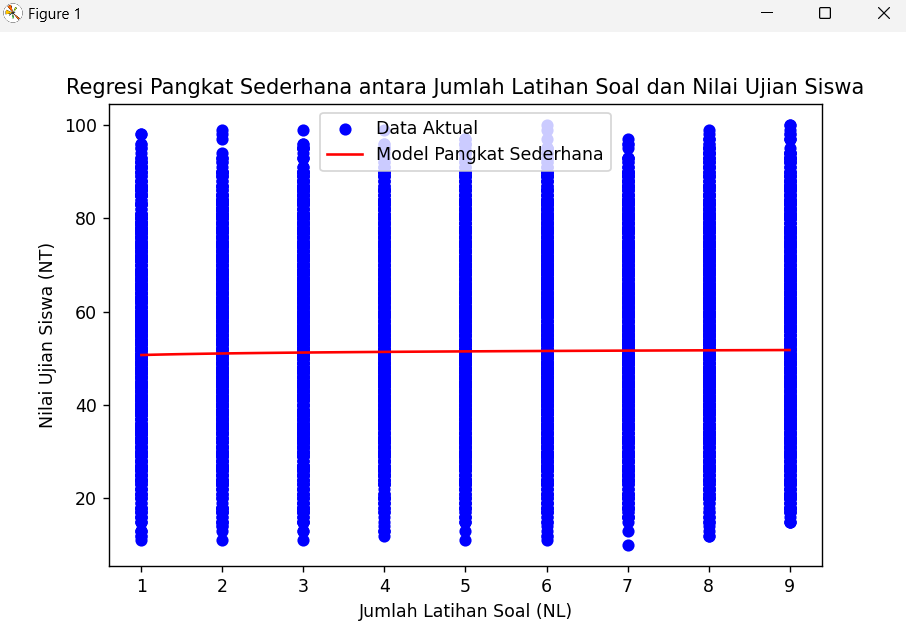 Figure 1
Regresi Pangkat Sederhana antara Jumlah Latihan Soal dan Nilai Ujian Siswa
Data Aktual
Model Pangkat Sederhana
Nilai Ujian Siswa (NT)
100
80
60
40
20
1 2 3 4 5 6 7 8 9
Jumlah Latihan Soal (NL)